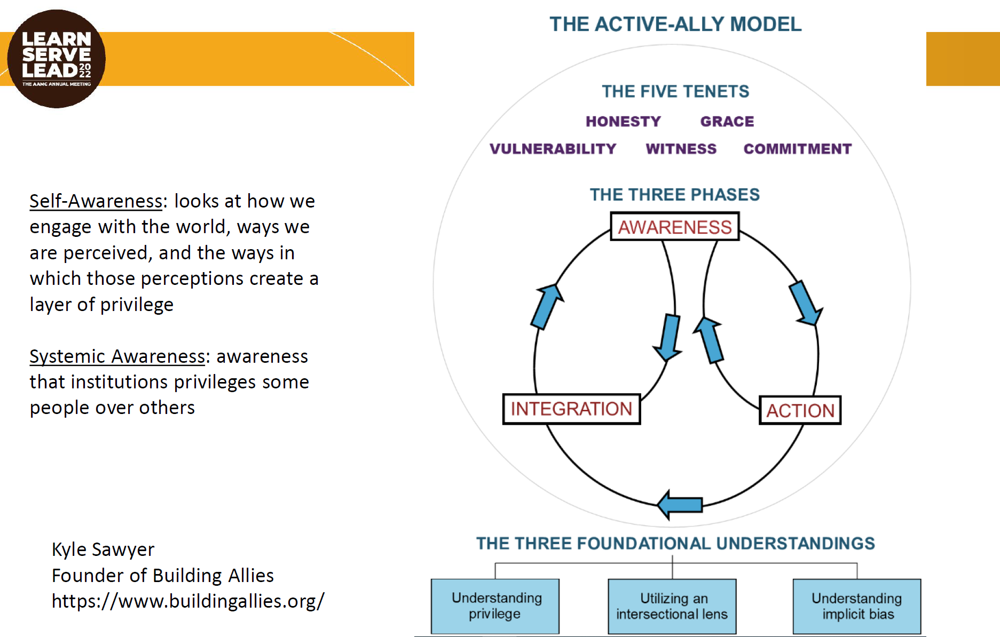 LEARN
SERVE
LEAD 20
22
THE AAMC ANNUAL MEETING
Self-Awareness: looks at how we
engage with the world, ways we
are perceived, and the ways in
which those perceptions create a
layer of privilege
Systemic Awareness: awareness
that institutions privileges some
people over others
Kyle Sawyer
Founder of Building Allies
https://www.buildingallies.org/
THE ACTIVE-ALLY MODEL
THE FIVE TENETS
HONESTY GRACE
VULNERABILITY WITNESS COMMITMENT
THE THREE PHASES
AWARENESS
INTEGRATION
ACTION
THE THREE FOUNDATIONAL UNDERSTANDINGS
Understanding
privilege
Utilizing an
intersectional lens
Understanding
implicit bias